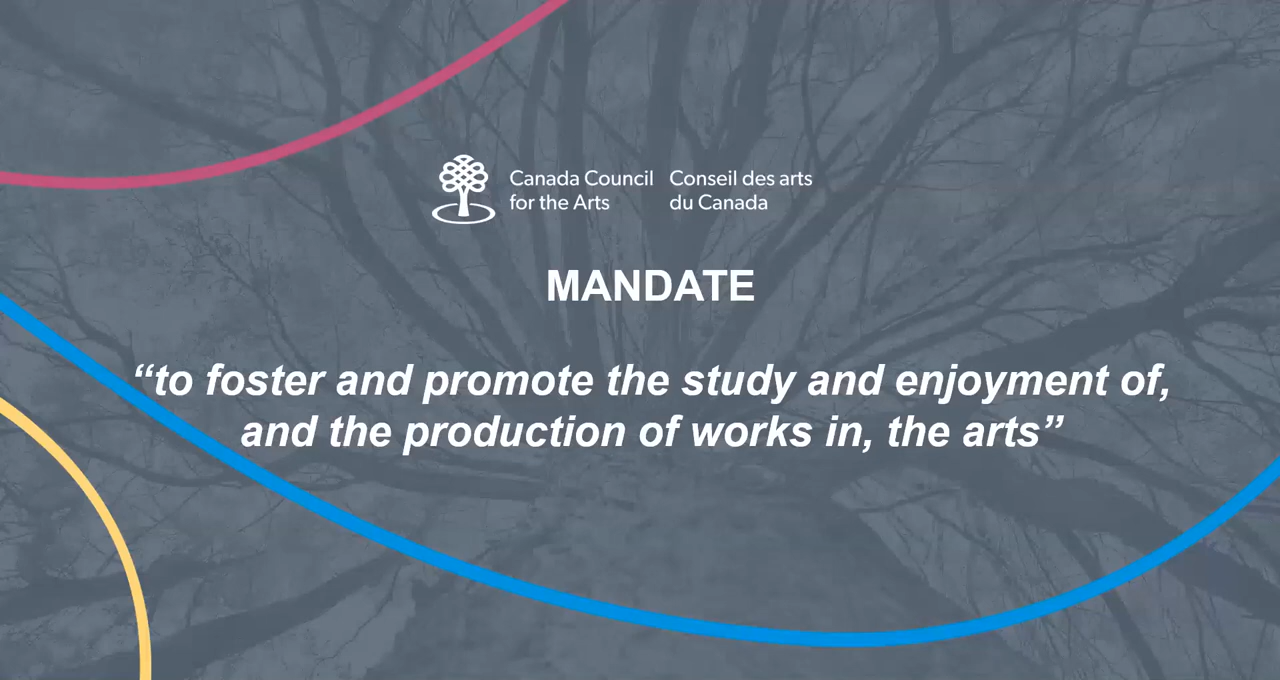 Canada Council for the Arts
Conseil des arts du Canada
MANDATE
“to foster and promote the study and enjoyment of,
and the production of works in, the arts”